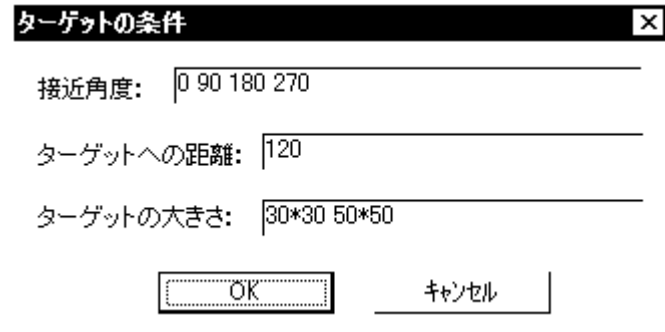 ターゲットの条件
接近角度: 0 90 180 270
ターゲットへの距離: 120
ターゲットの大きさ: 30*30 50*50
OK キャンセル